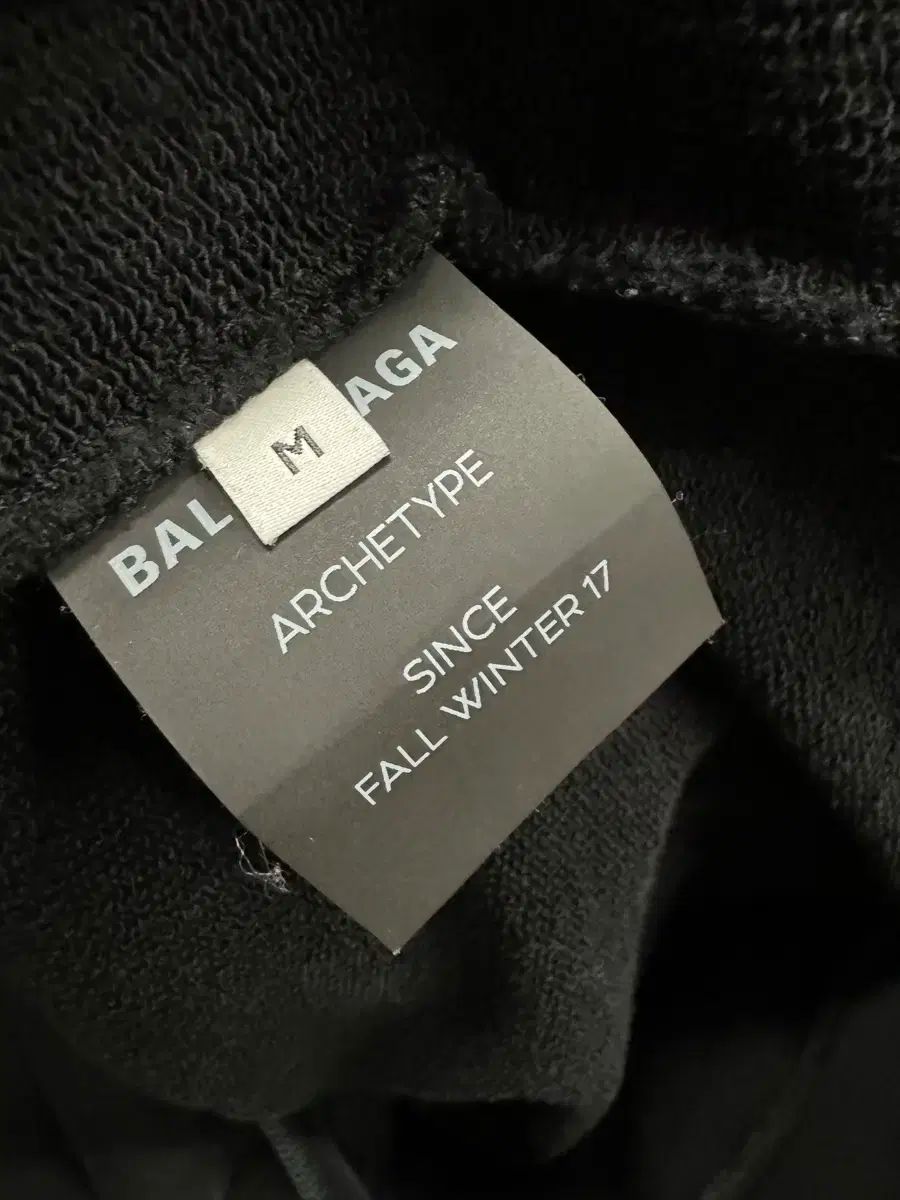 BAL AGA
M
ARCHETYPE
SINCE
FALL WINTER 17